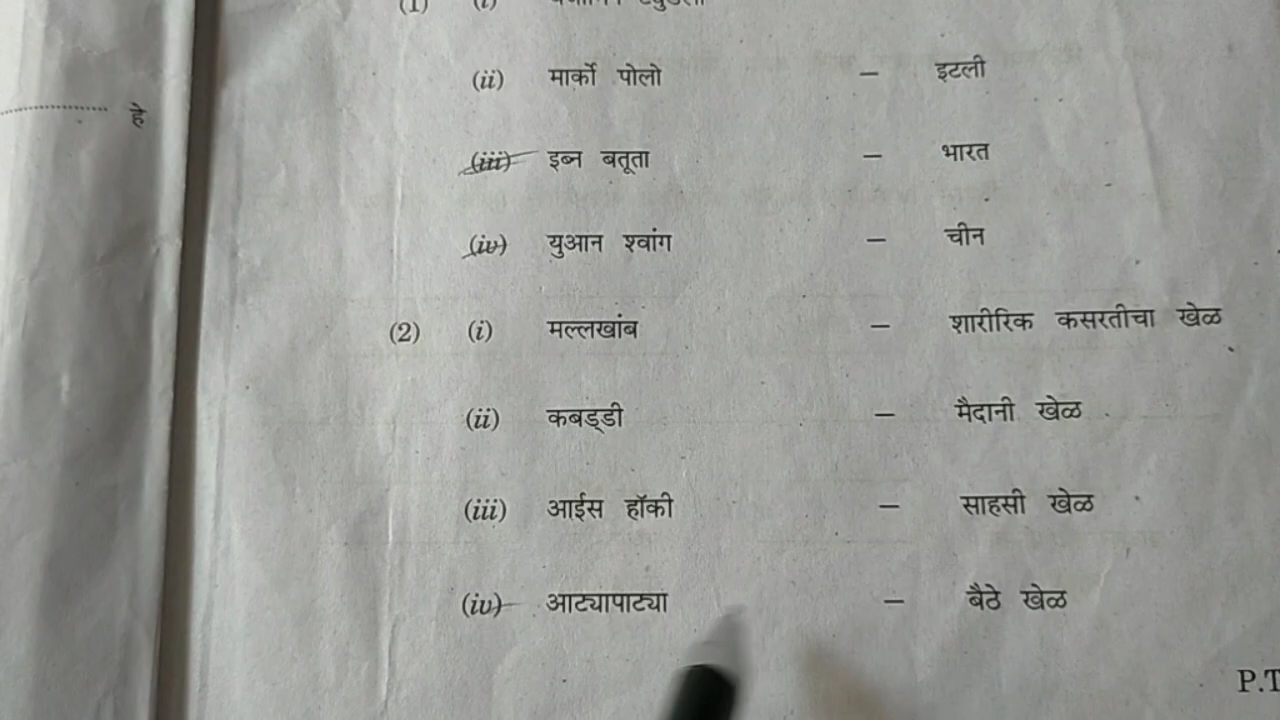 (1) (i)
(ii) मार्को पोलो – इटली
हे
(iii) इब्न बतूता – भारत
(iv) युआन श्वांग – चीन
(2) (i) मल्लखांब – शारीरिक कसरतीचा खेळ
(ii) कबड्डी – मैदानी खेळ
(iii) आईस हॉकी – साहसी खेळ
(iv) आट्यापाट्या – बैठे खेळ
P.T